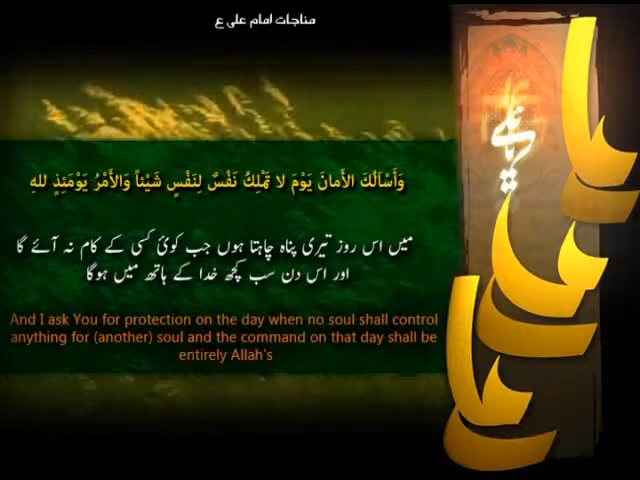 مناجات امام علی ع
وَأَسْاَلُكَ الأَمانَ يَوْمَ لا تَمْلِكُ نَفْسٌ لِنَفْسٍ شَيْئاً وَالأَمْرُ يَوْمَئِذٍ للهِ
میں اس روز تیری پناہ چاہتا ہوں جب کوئ کسی کے کام نہ آئے گا
اور اس دن سب کچھ خدا کے ہاتھ میں ہوگا
And I ask You for protection on the day when no soul shall control
anything for (another) soul and the command on that day shall be
entirely Allah's